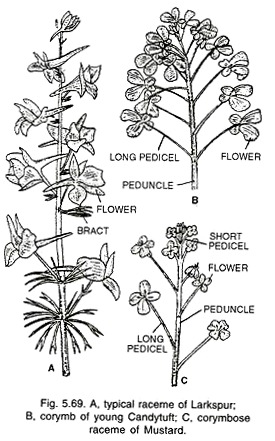 LONG PEDICEL
FLOWER
PEDUNCLE
B
FLOWER
BRACT
SHORT
PEDICEL
FLOWER
PEDUNCLE
LONG
PEDICEL
A
C
Fig. 5.69. A, typical raceme of Larkspur;
B, corymb of young Candytuft; C, corymbose
raceme of Mustard.